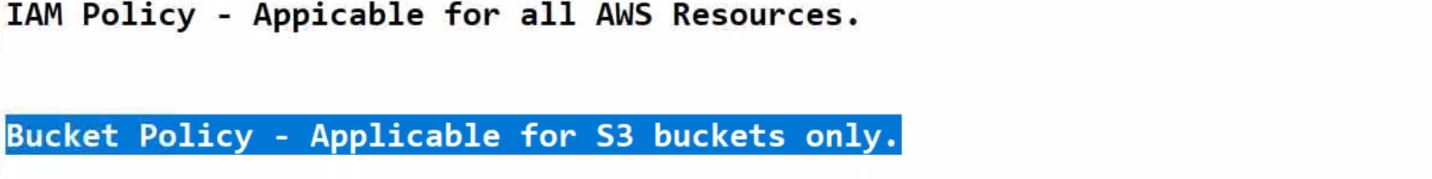 IAM Policy - Appicable for all AWS Resources.
Bucket Policy - Applicable for S3 buckets only.